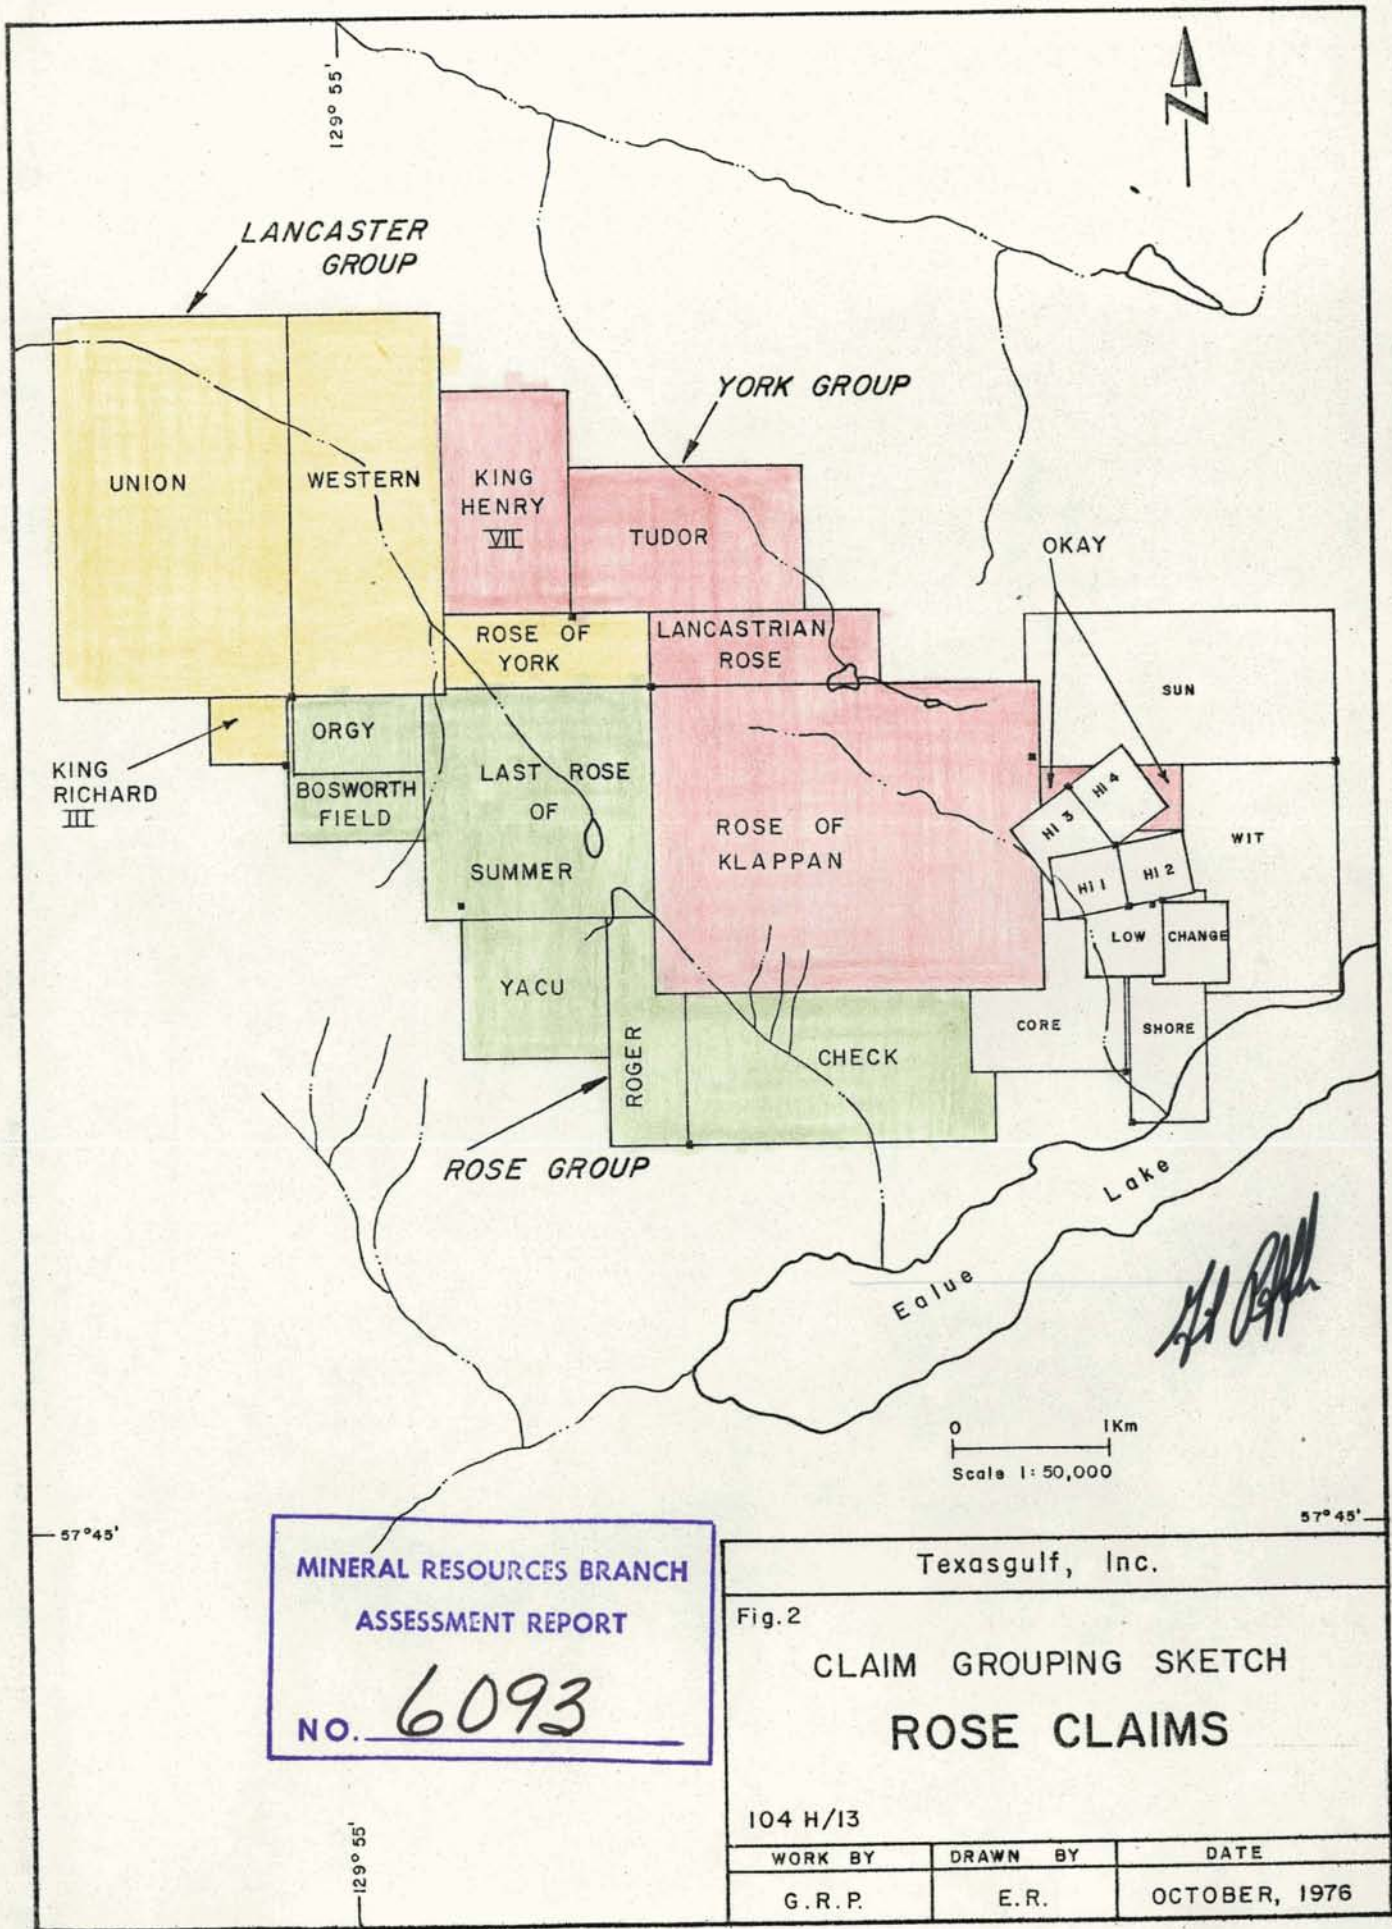 129° 55'
N
LANCASTER
GROUP
YORK GROUP
UNION
WESTERN
KING
HENRY
VII
TUDOR
OKAY
ROSE OF
YORK
LANCASTRIAN
ROSE
SUN
KING
RICHARD
III
ORGY
BOSWORTH
FIELD
LAST ROSE
OF
SUMMER
ROSE OF
KLAPPAN
HI 4
HI 3
HI 1
HI 2
WIT
LOW
CHANGE
YACU
ROGER
CHECK
CORE
SHORE
ROSE GROUP
Ealue Lake
0 1Km
Scale 1:50,000
57°45'
57°45'
MINERAL RESOURCES BRANCH
ASSESSMENT REPORT
NO. 6093
Texasgulf, Inc.
Fig.2
CLAIM GROUPING SKETCH
ROSE CLAIMS
104 H/13
WORK BY DRAWN BY DATE
G.R.P. E.R. OCTOBER, 1976
129° 55'